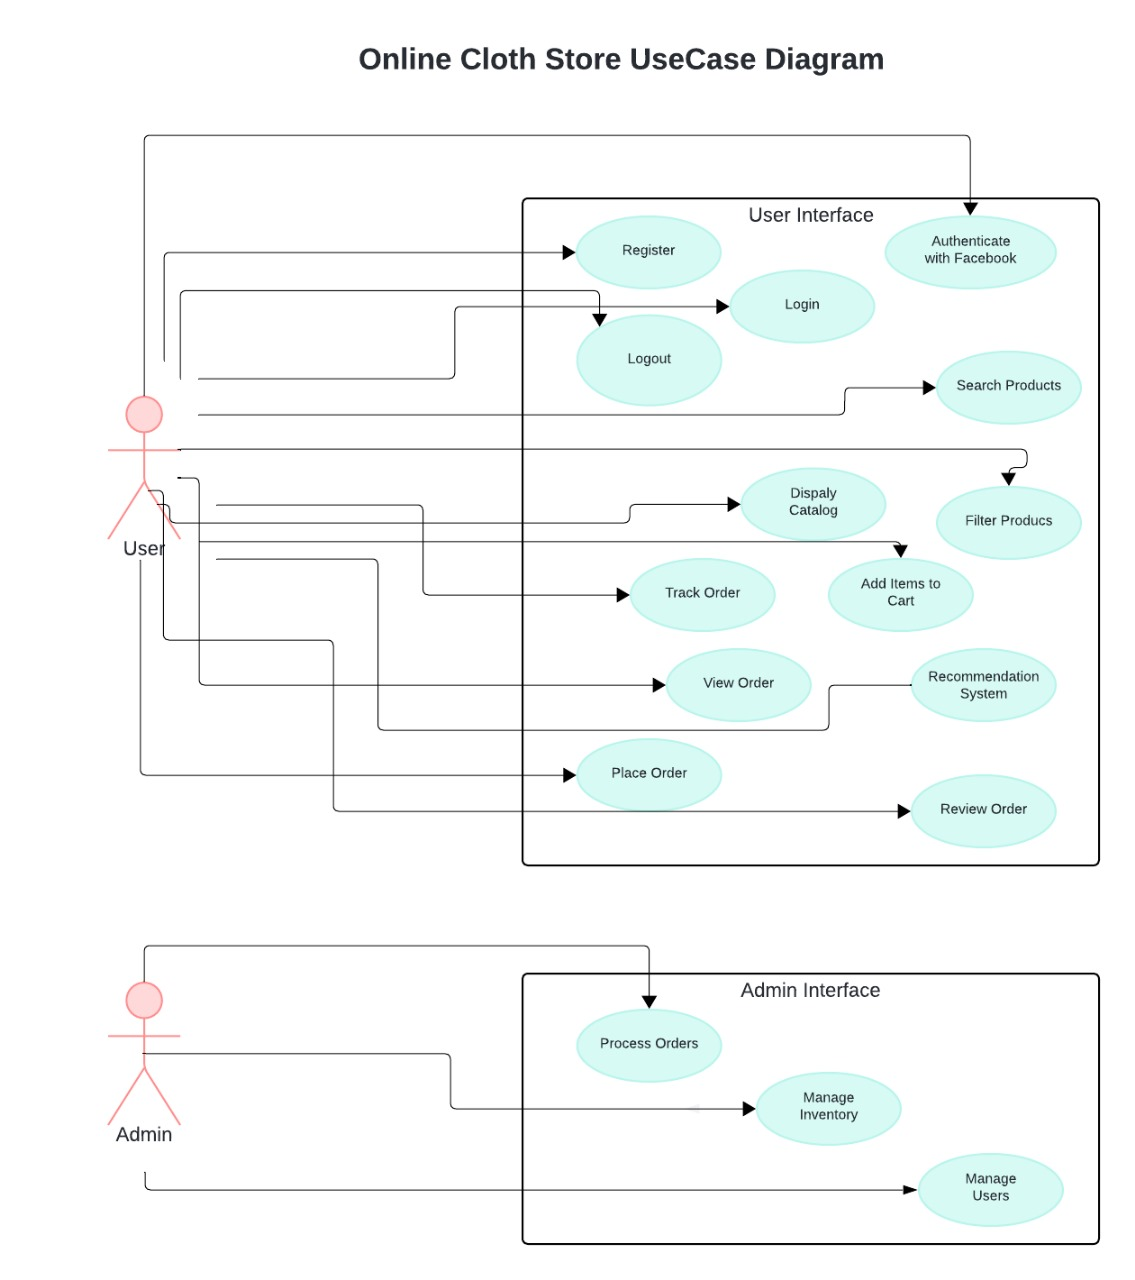 Online Cloth Store UseCase Diagram
User Interface
Register
Authenticate
with Facebook
Login
Logout
Search Products
Dispaly
Catalog
Filter Producs
User
Track Order
Add Items to
Cart
View Order
Recommendation
System
Place Order
Review Order
Admin Interface
Process Orders
Manage
Inventory
Admin
Manage
Users